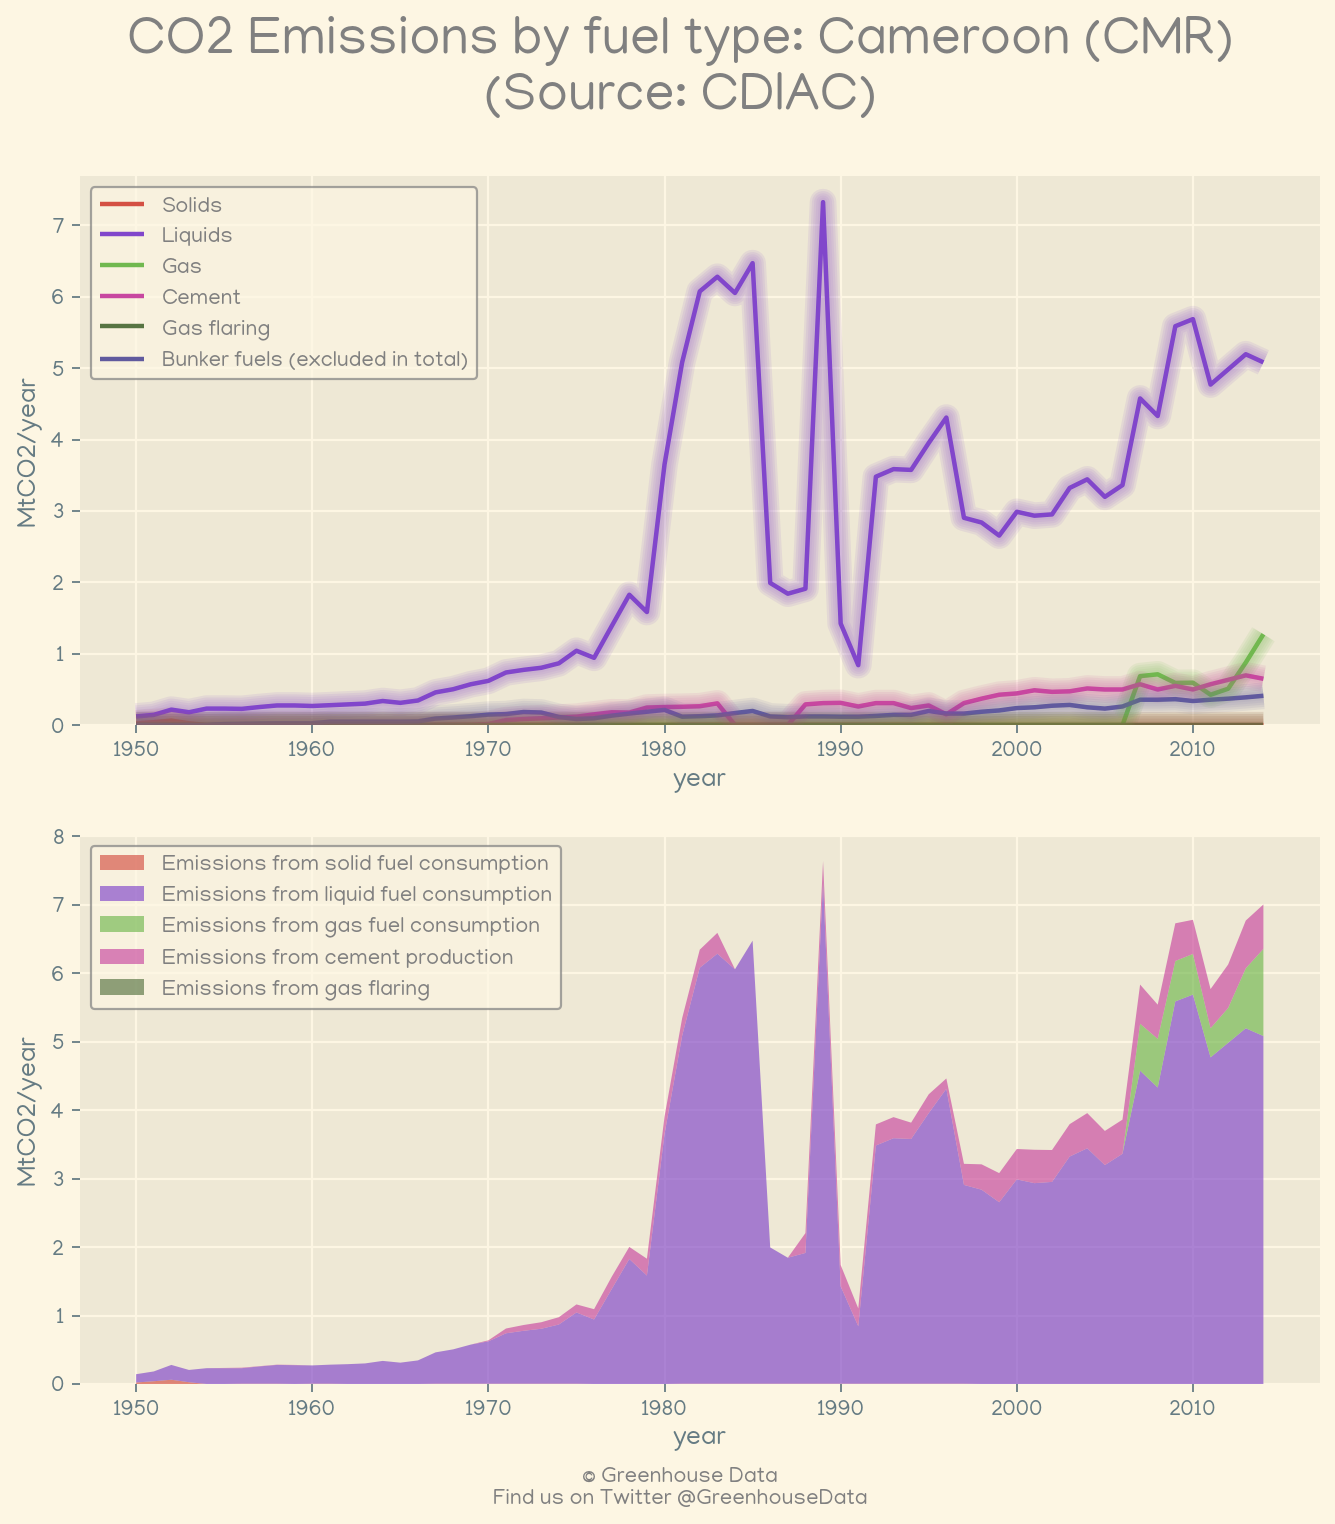 CO2 Emissions by fuel type: Cameroon (CMR)
(Source: CDIAC)
Solids
Liquids
Gas
Cement
Gas flaring
Bunker fuels (excluded in total)
MtCO2/year
7
6
5
4
3
2
1
0
1950 1960 1970 1980 1990 2000 2010
year
8
7
6
5
4
3
2
1
0
Emissions from solid fuel consumption
Emissions from liquid fuel consumption
Emissions from gas fuel consumption
Emissions from cement production
Emissions from gas flaring
MtCO2/year
1950 1960 1970 1980 1990 2000 2010
year
© Greenhouse Data
Find us on Twitter @GreenhouseData